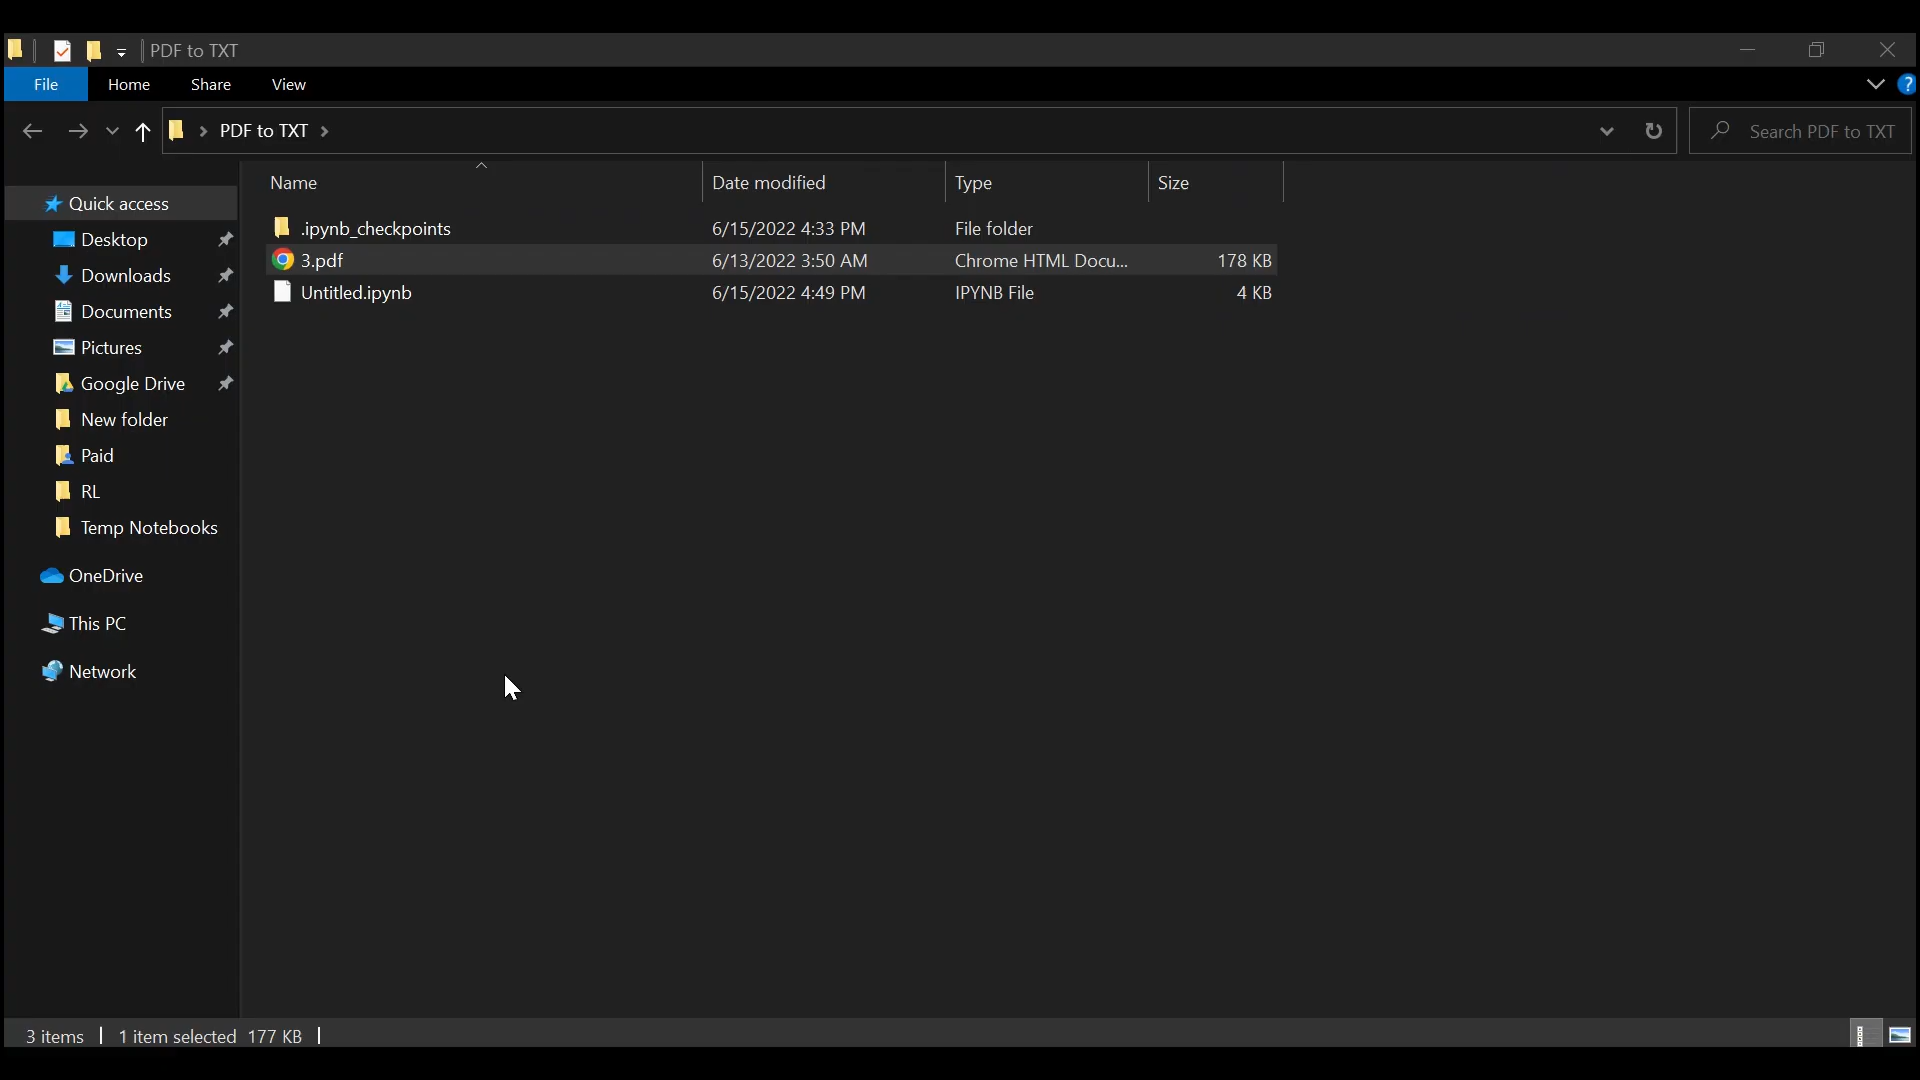 PDF to TXT
File Home Share View
?
PDF to TXT
Search PDF to TXT
Name Date modified Type Size
Quick access
Desktop
Downloads
Documents
Pictures
Google Drive
New folder
Paid
RL
Temp Notebooks
OneDrive
This PC
Network
.ipynb_checkpoints 6/15/2022 4:33 PM File folder
3.pdf 6/13/2022 3:50 AM Chrome HTML Docu... 178 KB
Untitled.ipynb 6/15/2022 4:49 PM IPYNB File 4 KB
3 items 1 item selected 177 KB